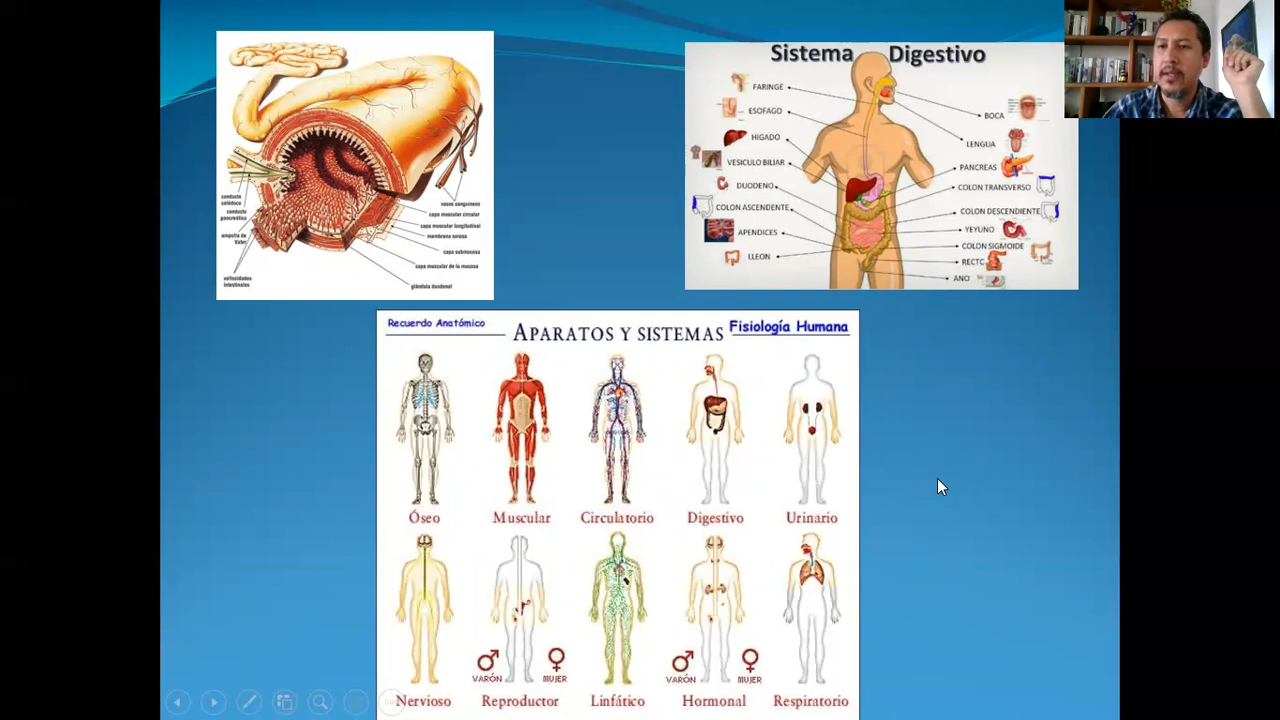 conducto
colédoco
conducto
pancreático
ampolla de
Vater
vellosidades
intestinales
vasos sanguíneos
capa muscular circular
capa muscular longitudinal
membrana serosa
capa submucosa
capa muscular de la mucosa
glándula duodenal
Sistema Digestivo
FARINGE
ESOFAGO
HIGADO
VESICULO BILIAR
DUODENO
COLON ASCENDENTE
APENDICES
LLEON
BOCA
LENGUA
PANCREAS
COLON TRANSVERSO
COLON DESCENDIENTE
YEYUNO
COLON SIGMOIDE
RECTO
ANO
Recuerdo Anatómico
APARATOS Y SISTEMAS
Fisiología Humana
Óseo
Muscular
Circulatorio
Digestivo
Urinario
VARÓN
MUJER
VARÓN
MUJER
Nervioso
Reproductor
Linfático
Hormonal
Respiratorio